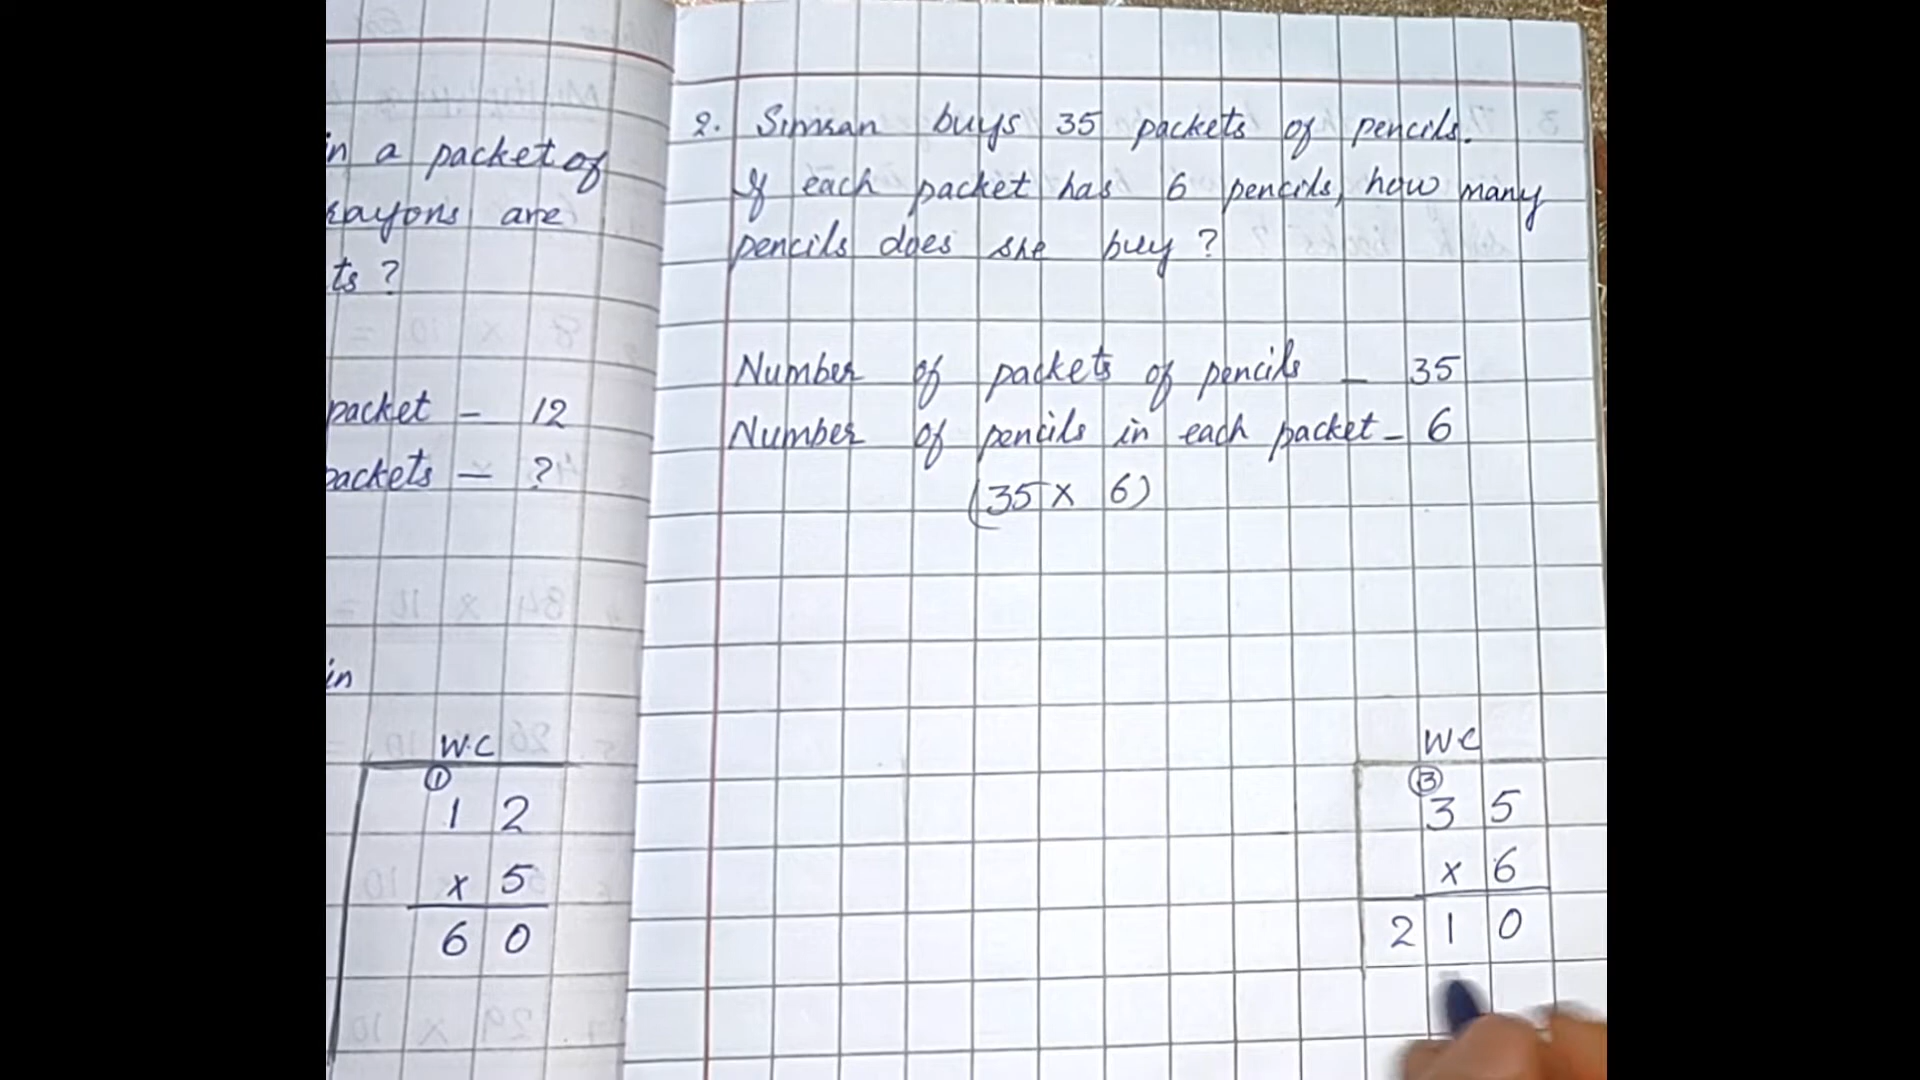 in a packet of
rayons are
ts ?
packet - 12
packets - ?
in
W.C
1
1 2
x 5
6 0
2. Simran buys 35 packets of pencils.
If each packet has 6 pencils, how many
pencils does she buy ?
Number of packets of pencils - 35
Number of pencils in each packet - 6
(35 x 6)
W C
3
3 5
x 6
2 1 0